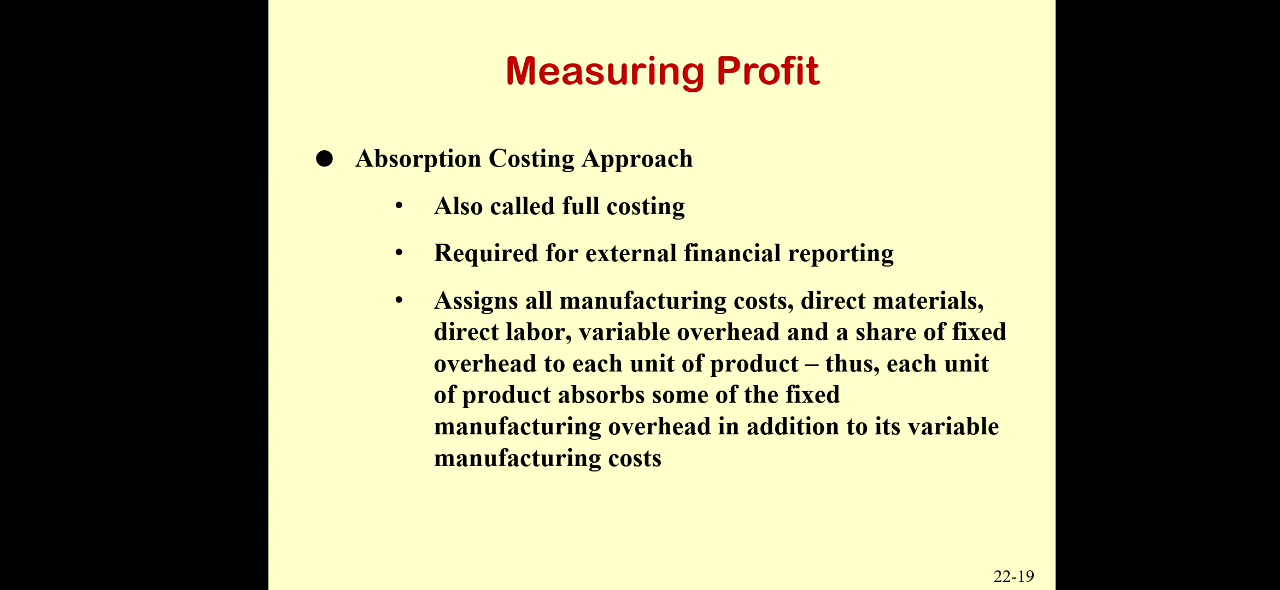 Measuring Profit
● Absorption Costing Approach
• Also called full costing
• Required for external financial reporting
• Assigns all manufacturing costs, direct materials,
direct labor, variable overhead and a share of fixed
overhead to each unit of product – thus, each unit
of product absorbs some of the fixed
manufacturing overhead in addition to its variable
manufacturing costs
22-19